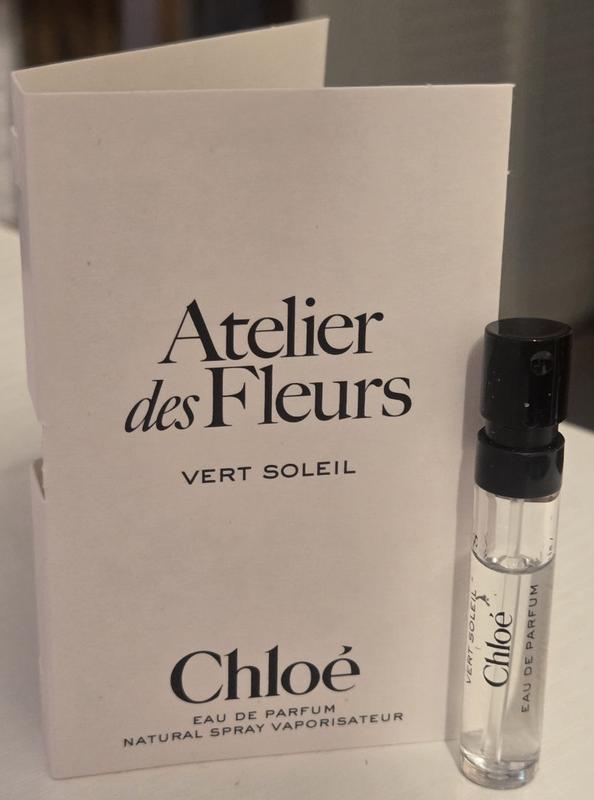 Atelier
des Fleurs
VERT SOLEIL
Chloé
EAU DE PARFUM
NATURAL SPRAY VAPORISATEUR
VERT SOLEIL
Chloé
EAU DE PARFUM